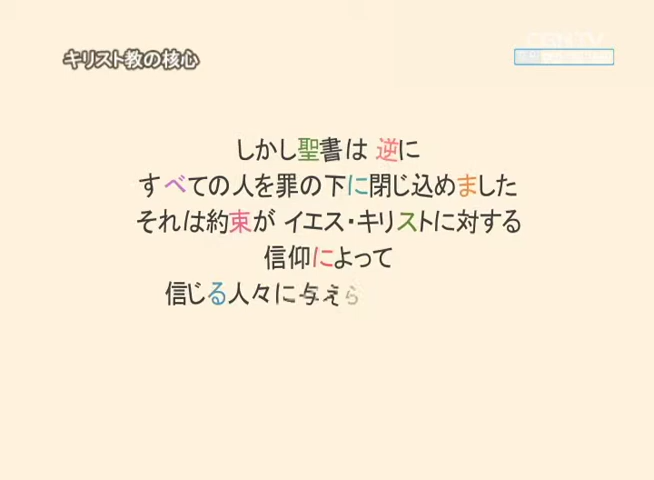 キリスト教の核心
CGNTV
しかし聖書は 逆に
すべての人を罪の下に閉じ込めました
それは約束が イエス・キリストに対する
信仰によって
信じる人々に与えら